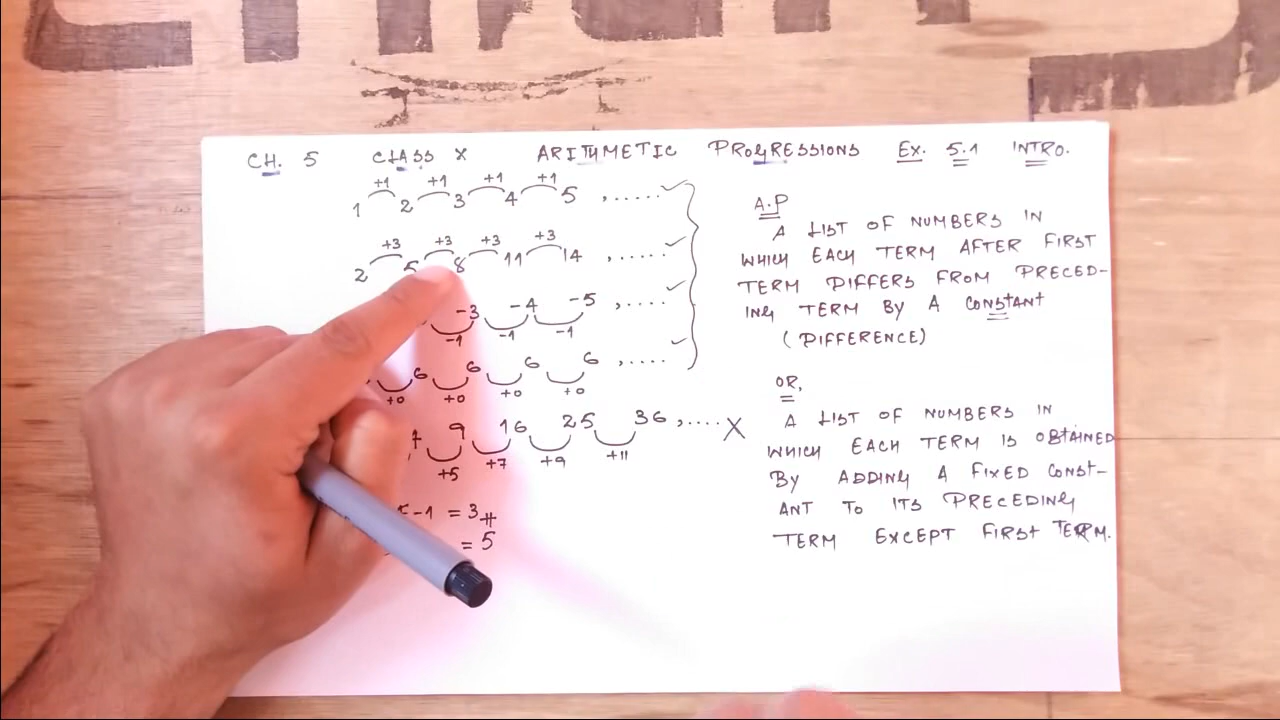 CH. 5 CLASS X ARITHMETIC PROGRESSIONS Ex. 5.1 INTRO.
+1 +1 +1 +1
1 2 3 4 5 , ..... ✓
+3 +3 +3 +3
2 5 8 11 14 , ..... ✓
-3 -4 -5 , .... ✓
-1 -1 -1
6 6 6 6 , .... ✓
+0 +0 +0 +0
9 16 25 36 , .... X
+5 +7 +9 +11
-1 = 3
= 5
A.P
A LIST OF NUMBERS IN
WHICH EACH TERM AFTER FIRST
TERM DIFFERS FROM PRECED-
ING TERM BY A CONSTANT
(DIFFERENCE)
OR,
A LIST OF NUMBERS IN
WHICH EACH TERM IS OBTAINED
BY ADDING A FIXED CONST-
ANT TO ITS PRECEDING
TERM EXCEPT FIRST TERM.